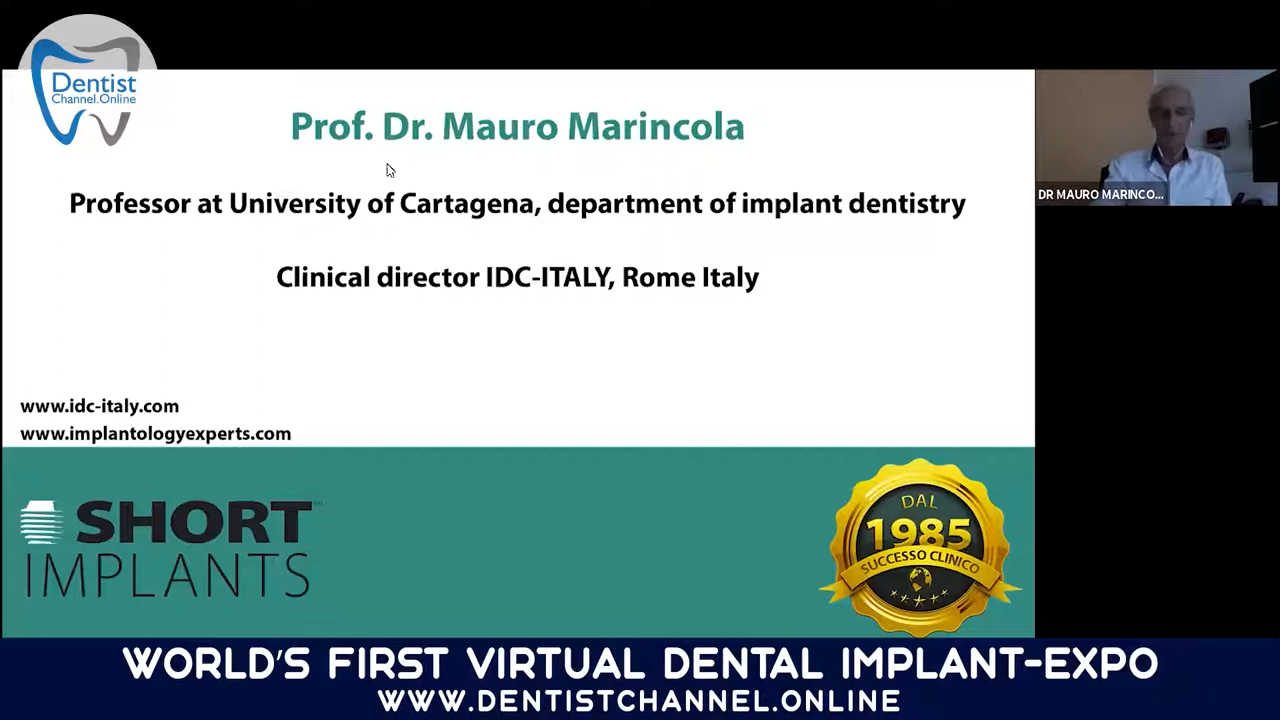 Dentist
Channel.Online
Prof. Dr. Mauro Marincola
Professor at University of Cartagena, department of implant dentistry
Clinical director IDC-ITALY, Rome Italy
DR MAURO MARINCO...
www.idc-italy.com
www.implantologyexperts.com
SHORT
IMPLANTS
DAL
1985
SUCCESSO CLINICO
WORLD'S FIRST VIRTUAL DENTAL IMPLANT-EXPO
WWW.DENTISTCHANNEL.ONLINE